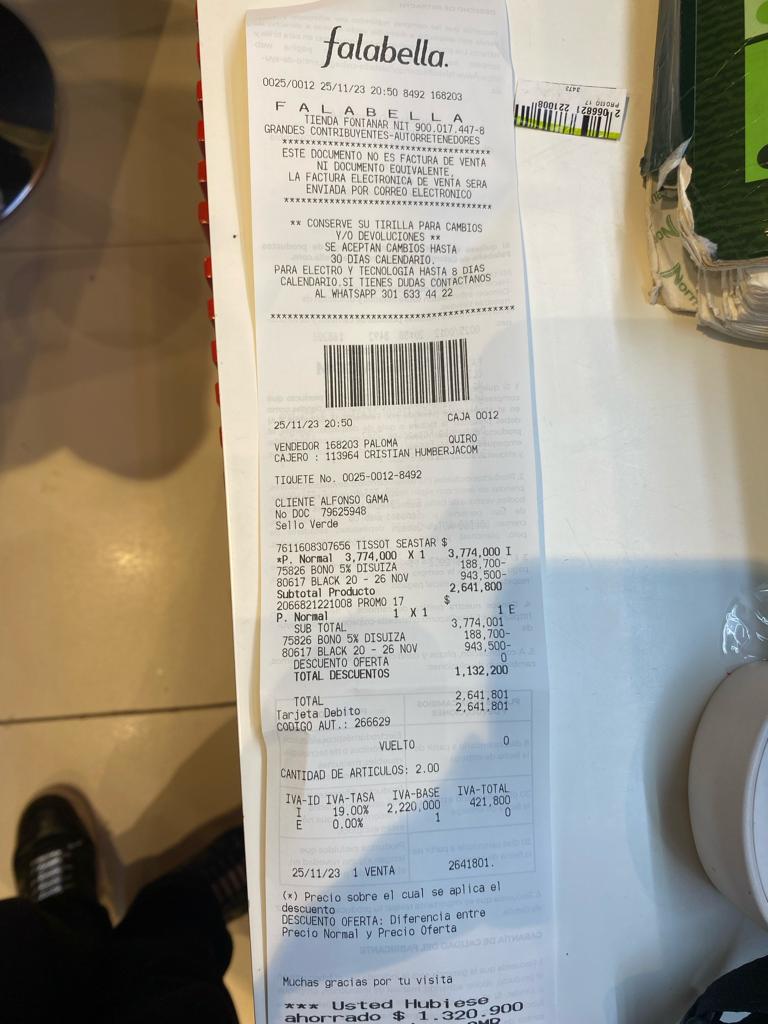 falabella.
0025/0012 25/11/23 20:50 8492 168203
F A L A B E L L A
TIENDA FONTANAR NIT 900.017.447-8
GRANDES CONTRIBUYENTES-AUTORRETENEDORES
****************************************
ESTE DOCUMENTO NO ES FACTURA DE VENTA
NI DOCUMENTO EQUIVALENTE,
LA FACTURA ELECTRONICA DE VENTA SERA
ENVIADA POR CORREO ELECTRONICO
****************************************
** CONSERVE SU TIRILLA PARA CAMBIOS
Y/O DEVOLUCIONES **
SE ACEPTAN CAMBIOS HASTA
30 DIAS CALENDARIO.
PARA ELECTRO Y TECNOLOGIA HASTA 8 DIAS
CALENDARIO.SI TIENES DUDAS CONTACTANOS
AL WHATSAPP 301 633 44 22
****************************************
25/11/23 20:50 CAJA 0012
VENDEDOR 168203 PALOMA QUIRO
CAJERO : 113964 CRISTIAN HUMBERJACOM
TIQUETE No. 0025-0012-8492
CLIENTE ALFONSO GAMA
No DOC 79625948
Sello Verde
7611608307656 TISSOT SEASTAR $
*P. Normal 3,774,000 X 1 3,774,000 I
75826 BONO 5% DISUIZA 188,700-
80617 BLACK 20 - 26 NOV 943,500-
Subtotal Producto 2,641,800
2066821221008 PROMO 17 $
P. Normal 1 X 1 1 E
SUB TOTAL 3,774,001
75826 BONO 5% DISUIZA 188,700-
80617 BLACK 20 - 26 NOV 943,500-
DESCUENTO OFERTA 0
TOTAL DESCUENTOS 1,132,200
TOTAL 2,641,801
Tarjeta Debito 2,641,801
CODIGO AUT.: 266629
VUELTO 0
CANTIDAD DE ARTICULOS: 2.00
IVA-ID IVA-TASA IVA-BASE IVA-TOTAL
I 19.00% 2,220,000 421,800
E 0.00% 1 0
25/11/23 1 VENTA 2641801.
(*) Precio sobre el cual se aplica el
descuento
DESCUENTO OFERTA: Diferencia entre
Precio Normal y Precio Oferta
Muchas gracias por tu visita
*** Usted Hubiese
ahorrado $ 1.320.900
CMR
3473
2 066821 221008
PROMO 17